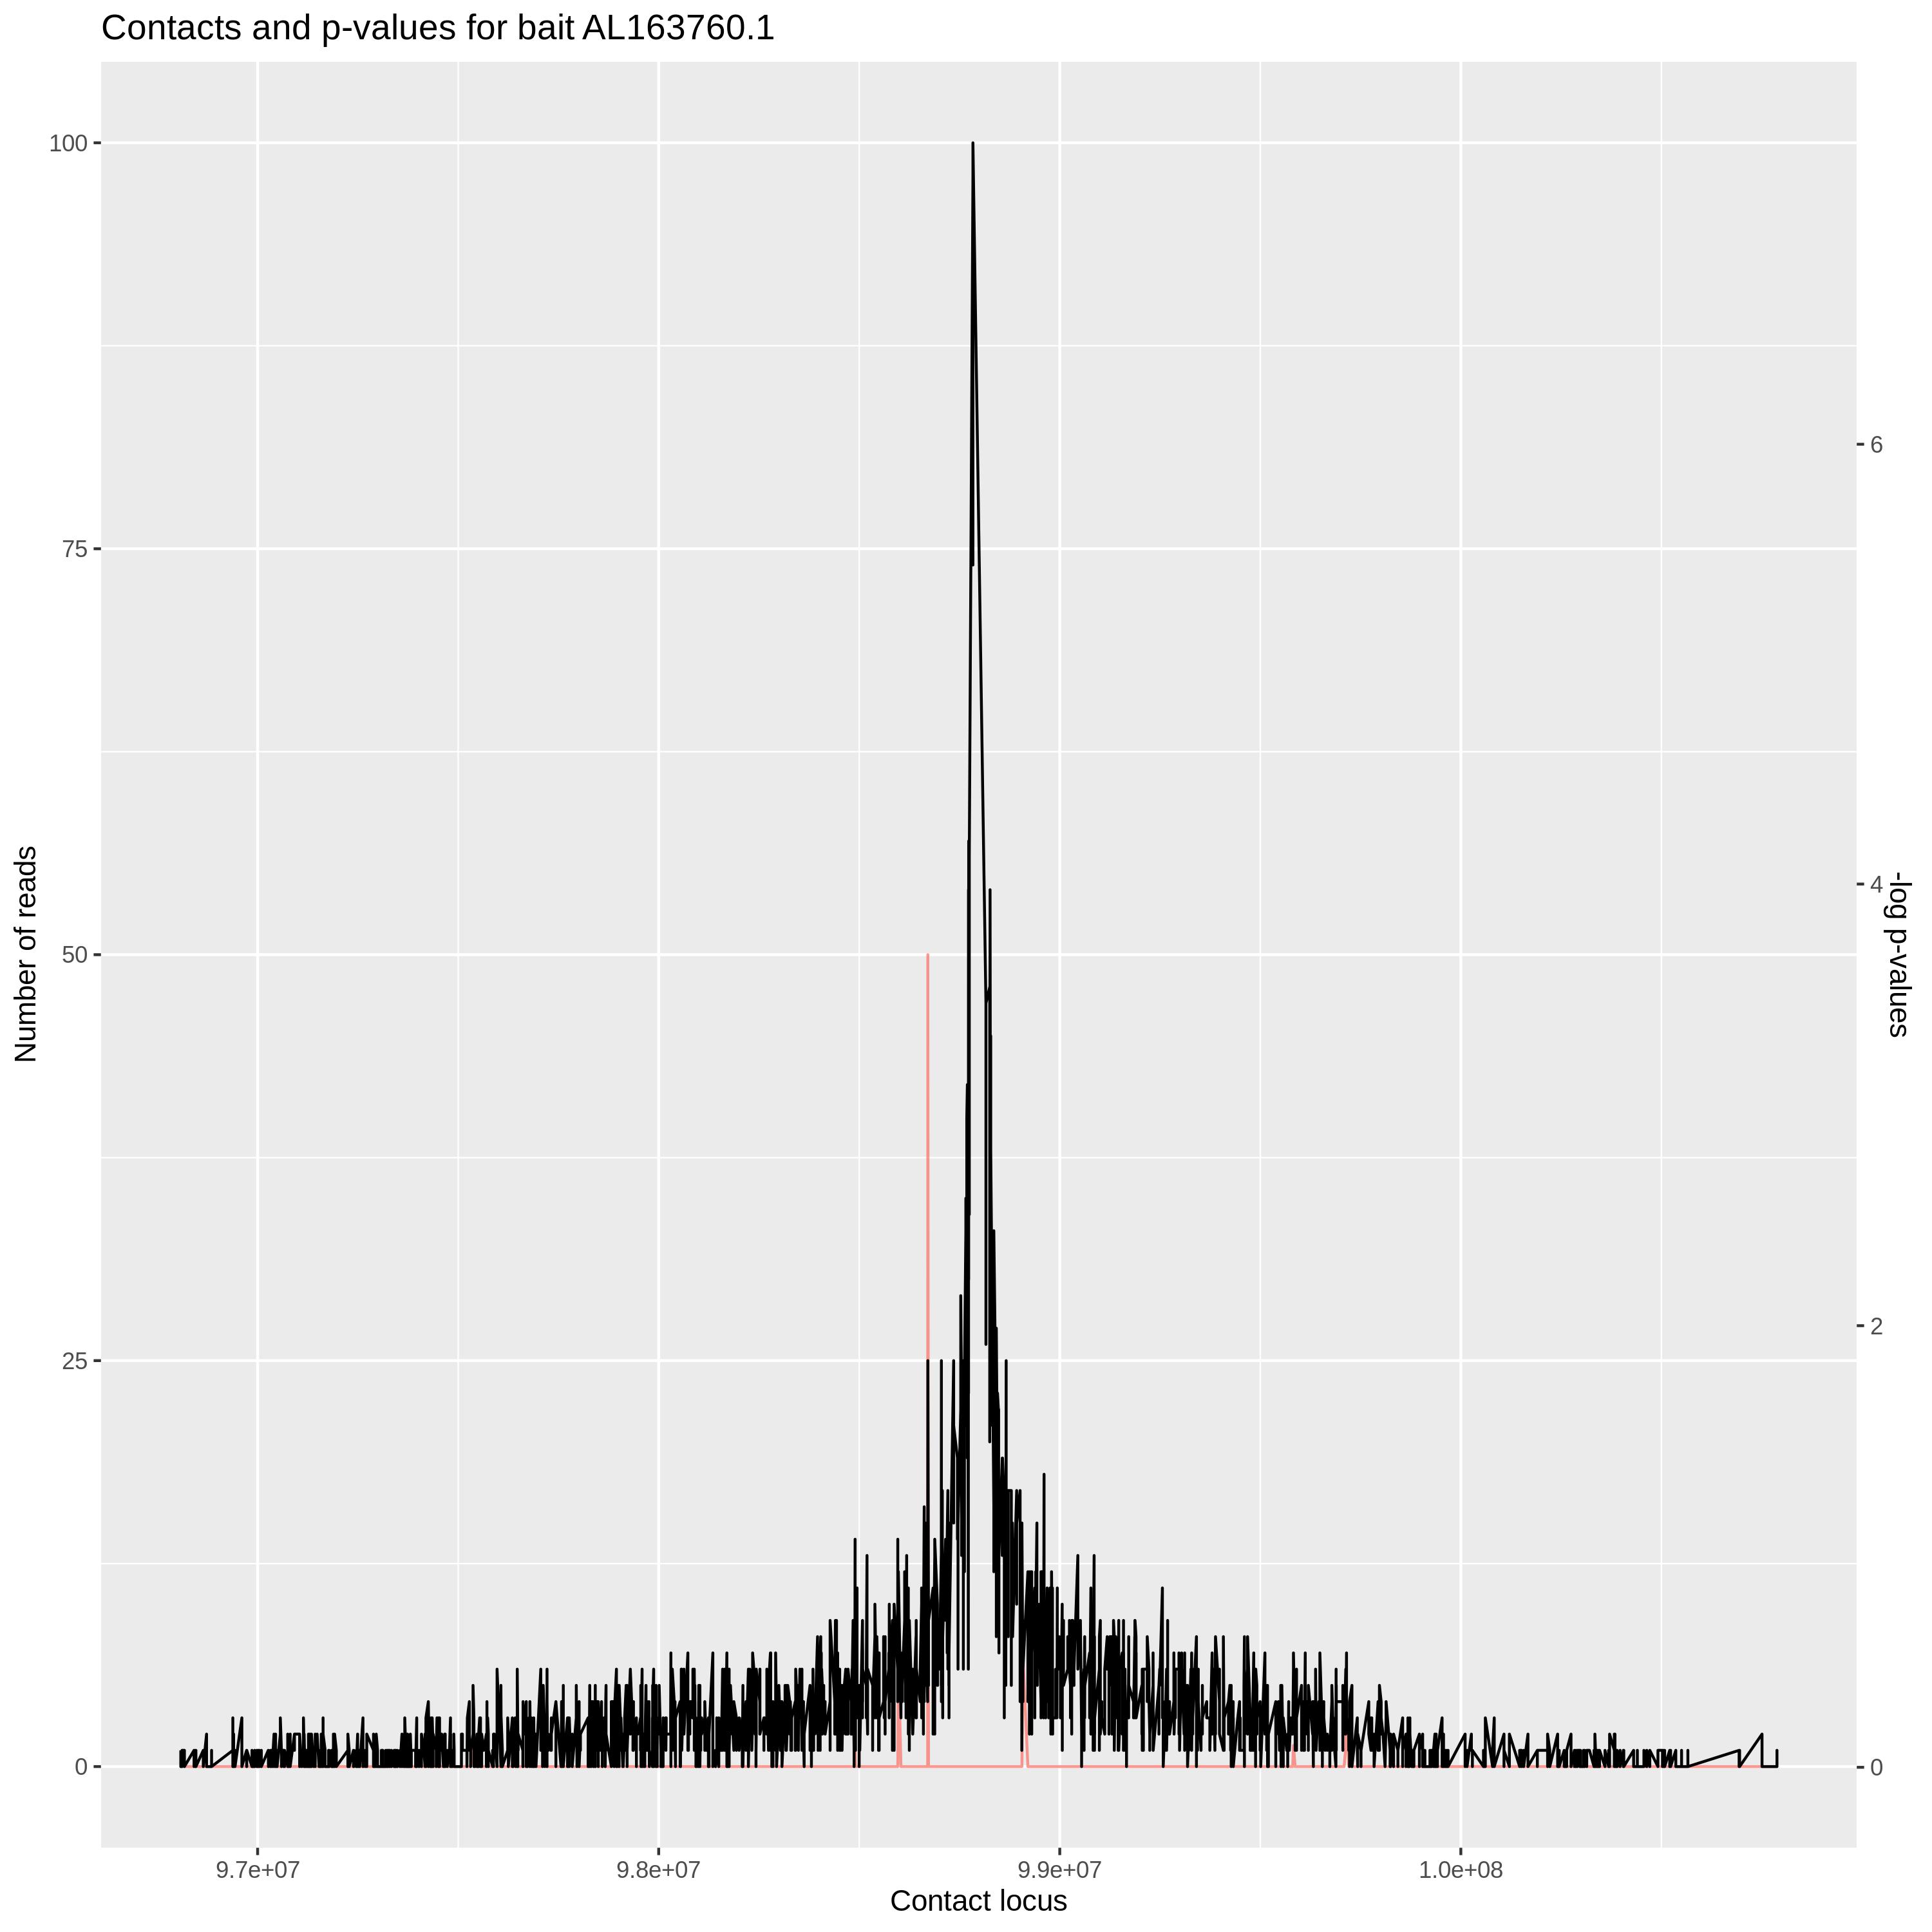 Contacts and p-values for bait AL163760.1
100
75
50
25
0
Number of reads
6
4
2
0
-log p-values
9.7e+07
9.8e+07
9.9e+07
1.0e+08
Contact locus